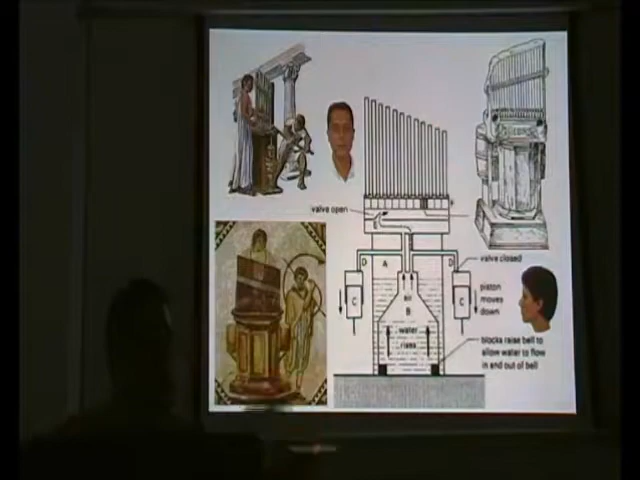 valve open
valve closed
D
A
D
C
C
piston
moves
down
air
B
water
rises
blocks raise bell to
allow water to flow
in and out of bell